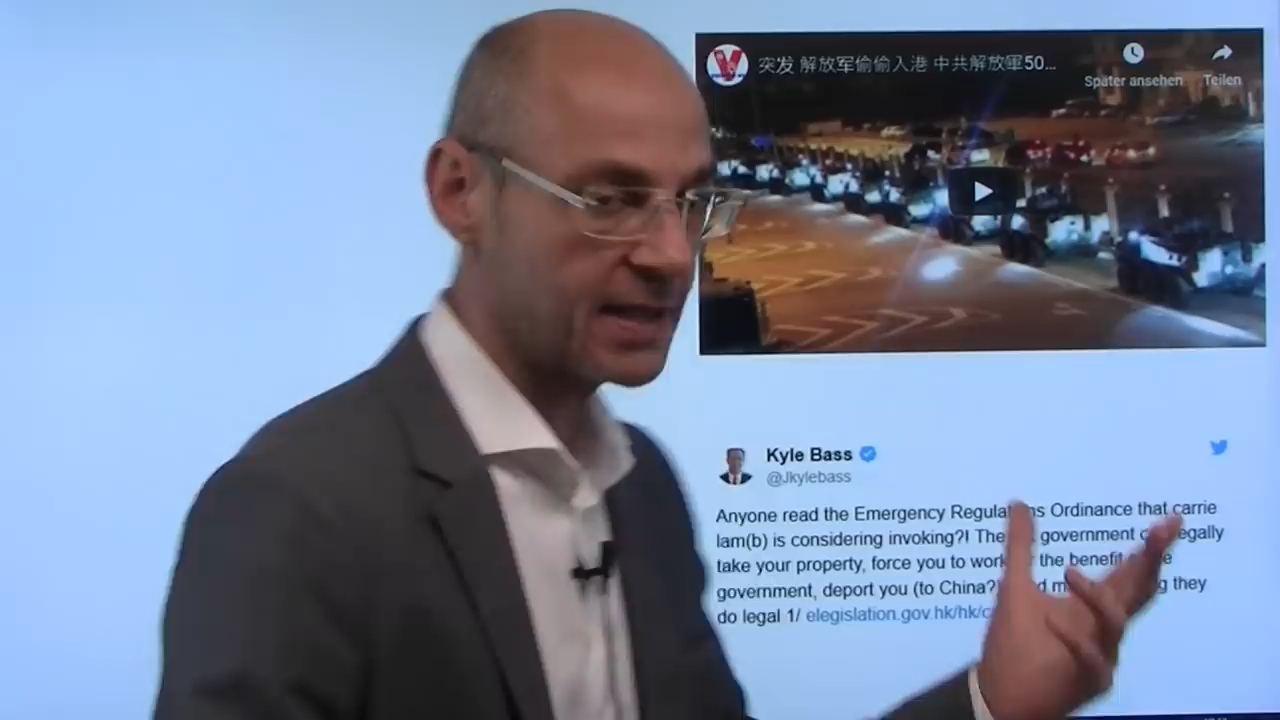 突发 解放军偷偷入港 中共解放軍50...
Später ansehen
Teilen
Kyle Bass
@Jkylebass
Anyone read the Emergency Ordinance that carrie
lam(b) is considering invoking?! The government legally
take your property, force you to work the benefit
government, deport you (to China? they
do legal 1/ elegislation.gov.hk/hk/c